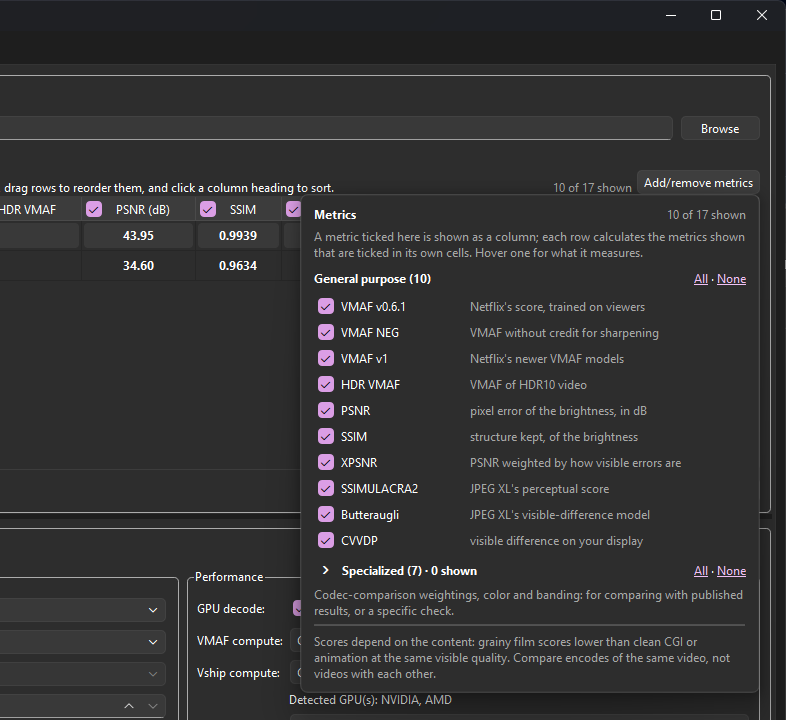 Browse
drag rows to reorder them, and click a column heading to sort.
10 of 17 shown
Add/remove metrics
HDR VMAF
PSNR (dB)
SSIM
43.95
0.9939
34.60
0.9634
Metrics
10 of 17 shown
A metric ticked here is shown as a column; each row calculates the metrics shown
that are ticked in its own cells. Hover one for what it measures.
General purpose (10)
All · None
VMAF v0.6.1
Netflix's score, trained on viewers
VMAF NEG
VMAF without credit for sharpening
VMAF v1
Netflix's newer VMAF models
HDR VMAF
VMAF of HDR10 video
PSNR
pixel error of the brightness, in dB
SSIM
structure kept, of the brightness
XPSNR
PSNR weighted by how visible errors are
SSIMULACRA2
JPEG XL's perceptual score
Butteraugli
JPEG XL's visible-difference model
CVVDP
visible difference on your display
Specialized (7) · 0 shown
All · None
Codec-comparison weightings, color and banding: for comparing with published
results, or a specific check.
Scores depend on the content: grainy film scores lower than clean CGI or
animation at the same visible quality. Compare encodes of the same video, not
videos with each other.
Performance
GPU decode:
VMAF compute:
Vship compute:
Detected GPU(s): NVIDIA, AMD